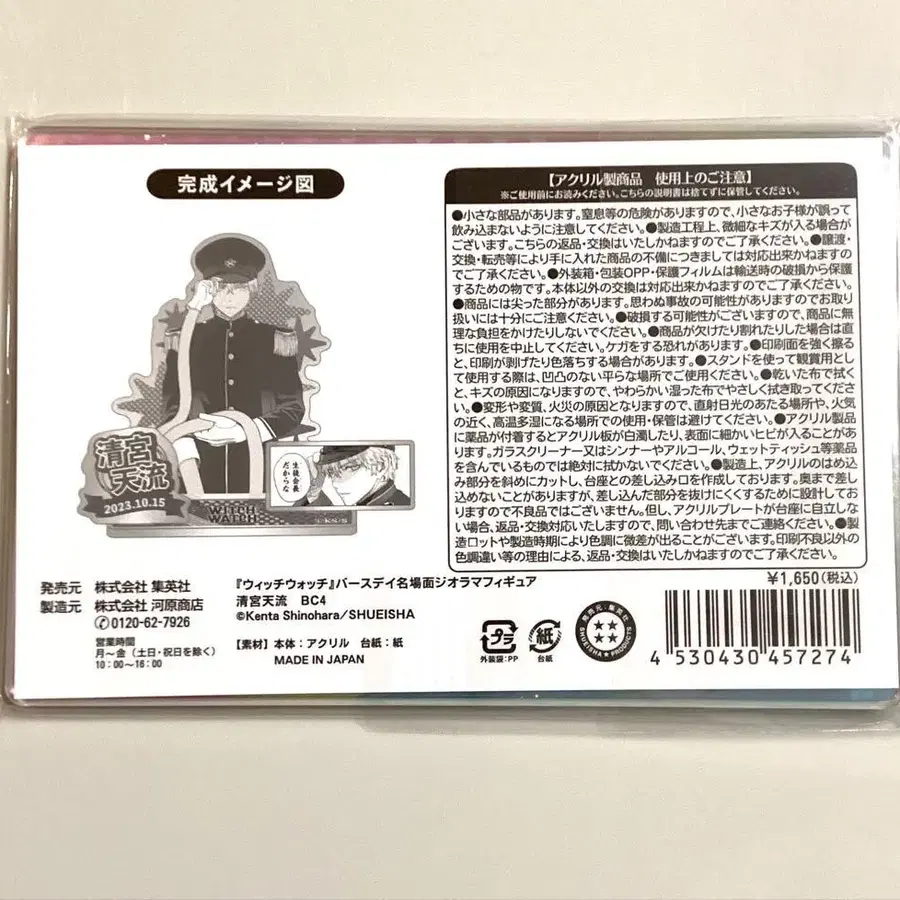 完成イメージ図
清宮
天流
2023.10.15
WITCH
WATCH
©KS・S
生徒会長
だからな
【アクリル製商品　使用上のご注意】
※ご使用前にお読みください。こちらの説明書は捨てずに保管してください。
●小さな部品があります。窒息等の危険がありますので、小さなお子様が誤って
飲み込まないように注意してください。●製造工程上、微細なキズが入る場合が
ございます。こちらの返品・交換はいたしかねますのでご了承ください。●譲渡・
交換・転売等により手に入れた商品の不備につきましては対応出来かねますの
でご了承ください。●外装箱・包装OPP・保護フィルムは輸送時の破損から保護
するための物です。本体以外の交換は対応出来かねますのでご了承ください。
●商品には尖った部分があります。思わぬ事故の可能性がありますのでお取り
扱いには十分にご注意ください。●破損する可能性がございますので、商品に無
理な負担をかけたりしないでください。●商品が欠けたり割れたりした場合は直
ちに使用を中止してください。ケガをする恐れがあります。●印刷面を強く擦る
と、印刷が剥げたり色落ちする場合があります。●スタンドを使って観賞用とし
て使用する際は、凹凸のない平らな場所でご使用ください。●乾いた布で拭く
と、キズの原因になりますので、やわらかい湿った布でやさしく拭き取ってくださ
い。●変形や変質、火災の原因となりますので、直射日光のあたる場所や、火気
の近く、高温多湿になる場所での使用・保管は避けてください。●アクリル製品
に薬品が付着するとアクリル板が白濁したり、表面に細かいヒビが入ることがあ
ります。ガラスクリーナー又はシンナーやアルコール、ウェットティッシュ等薬品
を含んでいるものでは絶対に拭かないでください。●製造上、アクリルのはめ込
み部分を斜めにカットし、台座との差し込み口を作成しております。奥まで差し
込めないことがありますが、差し込んだ部分を抜けにくくするために設計してお
りますので不良品ではございません。但し、アクリルプレートが台座に自立しな
い場合、返品・交換対応いたしますので、問い合わせ先までご連絡ください。●製
造ロットや製造時期により色調に微差が出ることがございます。印刷不良以外の
色調違い等の理由による、返品・交換はいたしかねますのでご了承ください。
発売元　株式会社 集英社
製造元　株式会社 河原商店
✆0120-62-7926
営業時間
月～金（土日・祝日を除く）
10：00～16：00
『ウィッチウォッチ』バースデイ名場面ジオラマフィギュア
清宮天流　BC4
©Kenta Shinohara／SHUEISHA
【素材】本体：アクリル　台紙：紙
MADE IN JAPAN
¥1,650（税込）
プラ
外装袋：PP
紙
台紙
発売元：集英社
SHUEISHA★PRODUCTS
4 530430 457274